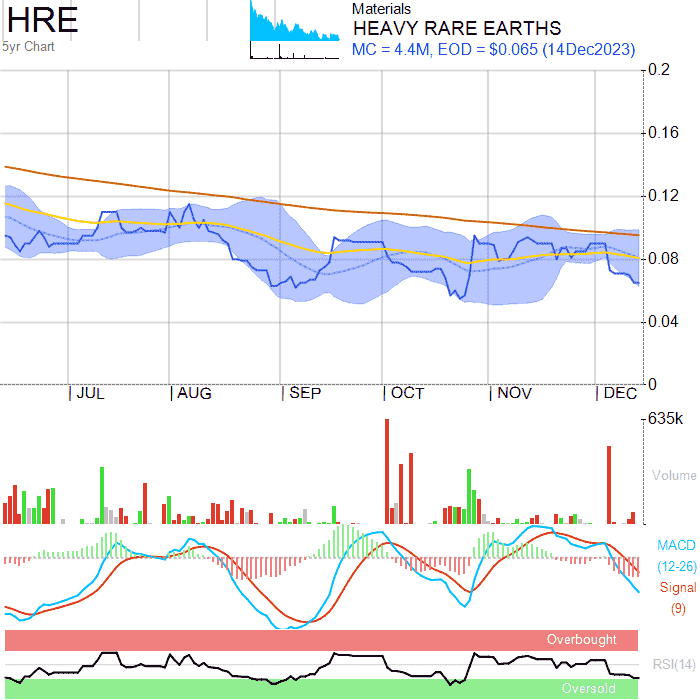 HRE
5yr Chart
Materials
HEAVY RARE EARTHS
MC = 4.4M, EOD = $0.065 (14Dec2023)
0.2
0.16
0.12
0.08
0.04
0
JUL AUG SEP OCT NOV DEC
635k
Volume
MACD
(12-26)
Signal
(9)
Overbought
RSI(14)
Oversold